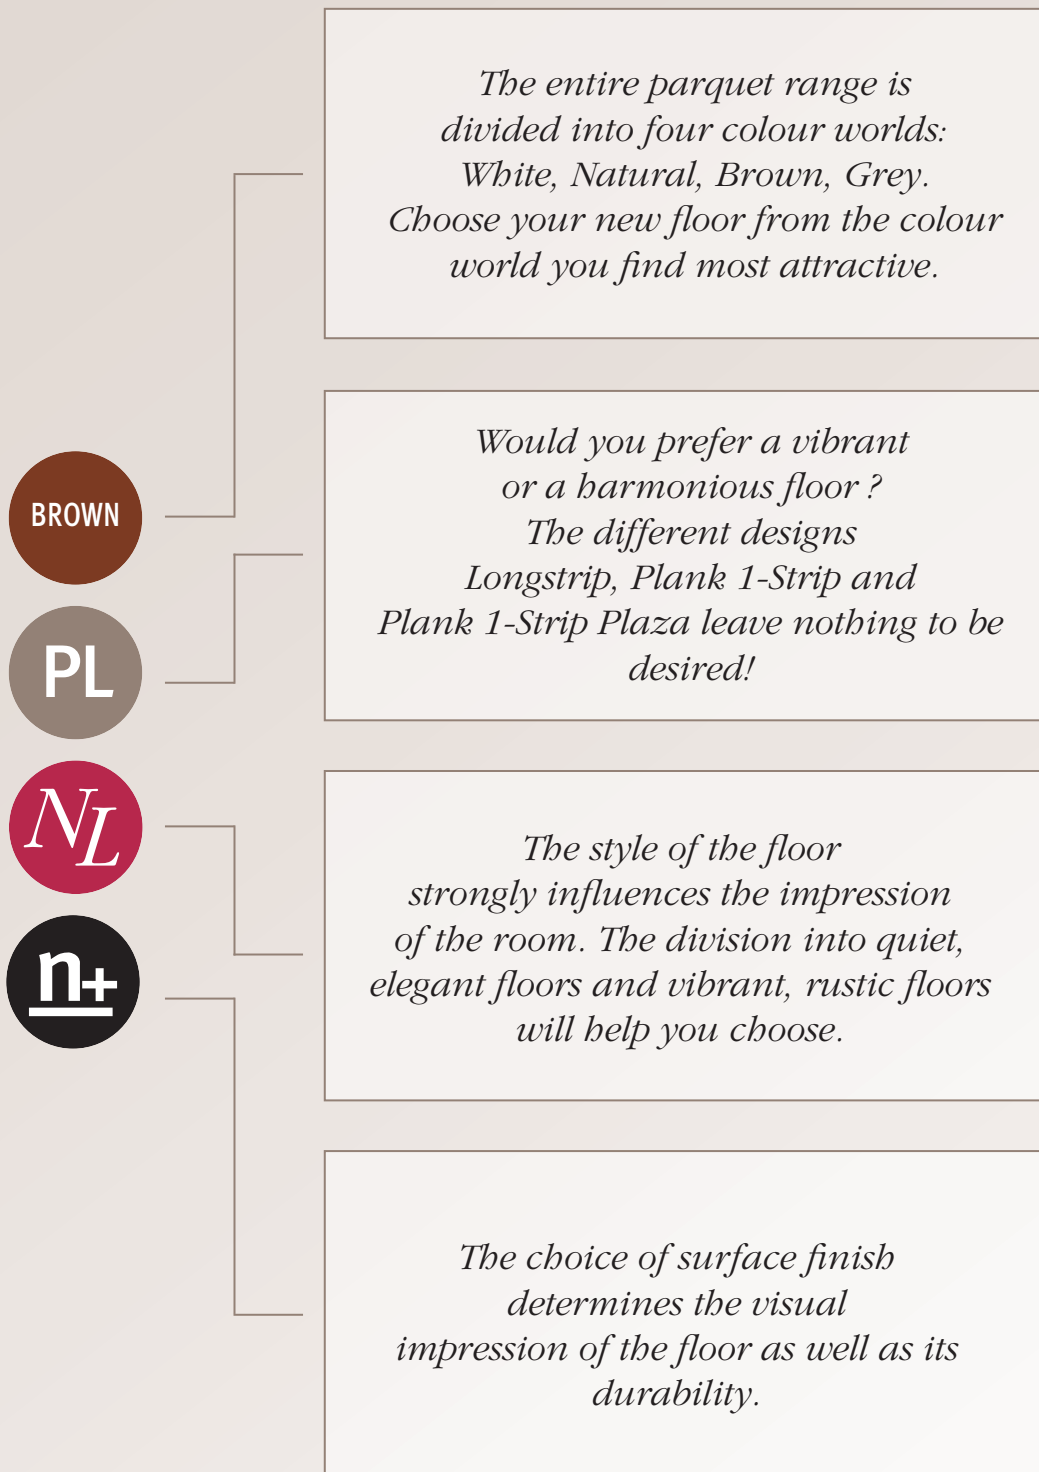 The entire parquet range is
divided into four colour worlds:
White, Natural, Brown, Grey.
Choose your new floor from the colour
world you find most attractive.
Would you prefer a vibrant
or a harmonious floor ?
The different designs
Longstrip, Plank 1-Strip and
Plank 1-Strip Plaza leave nothing to be
desired!
BROWN
PL
NL
n+
The style of the floor
strongly influences the impression
of the room. The division into quiet,
elegant floors and vibrant, rustic floors
will help you choose.
The choice of surface finish
determines the visual
impression of the floor as well as its
durability.